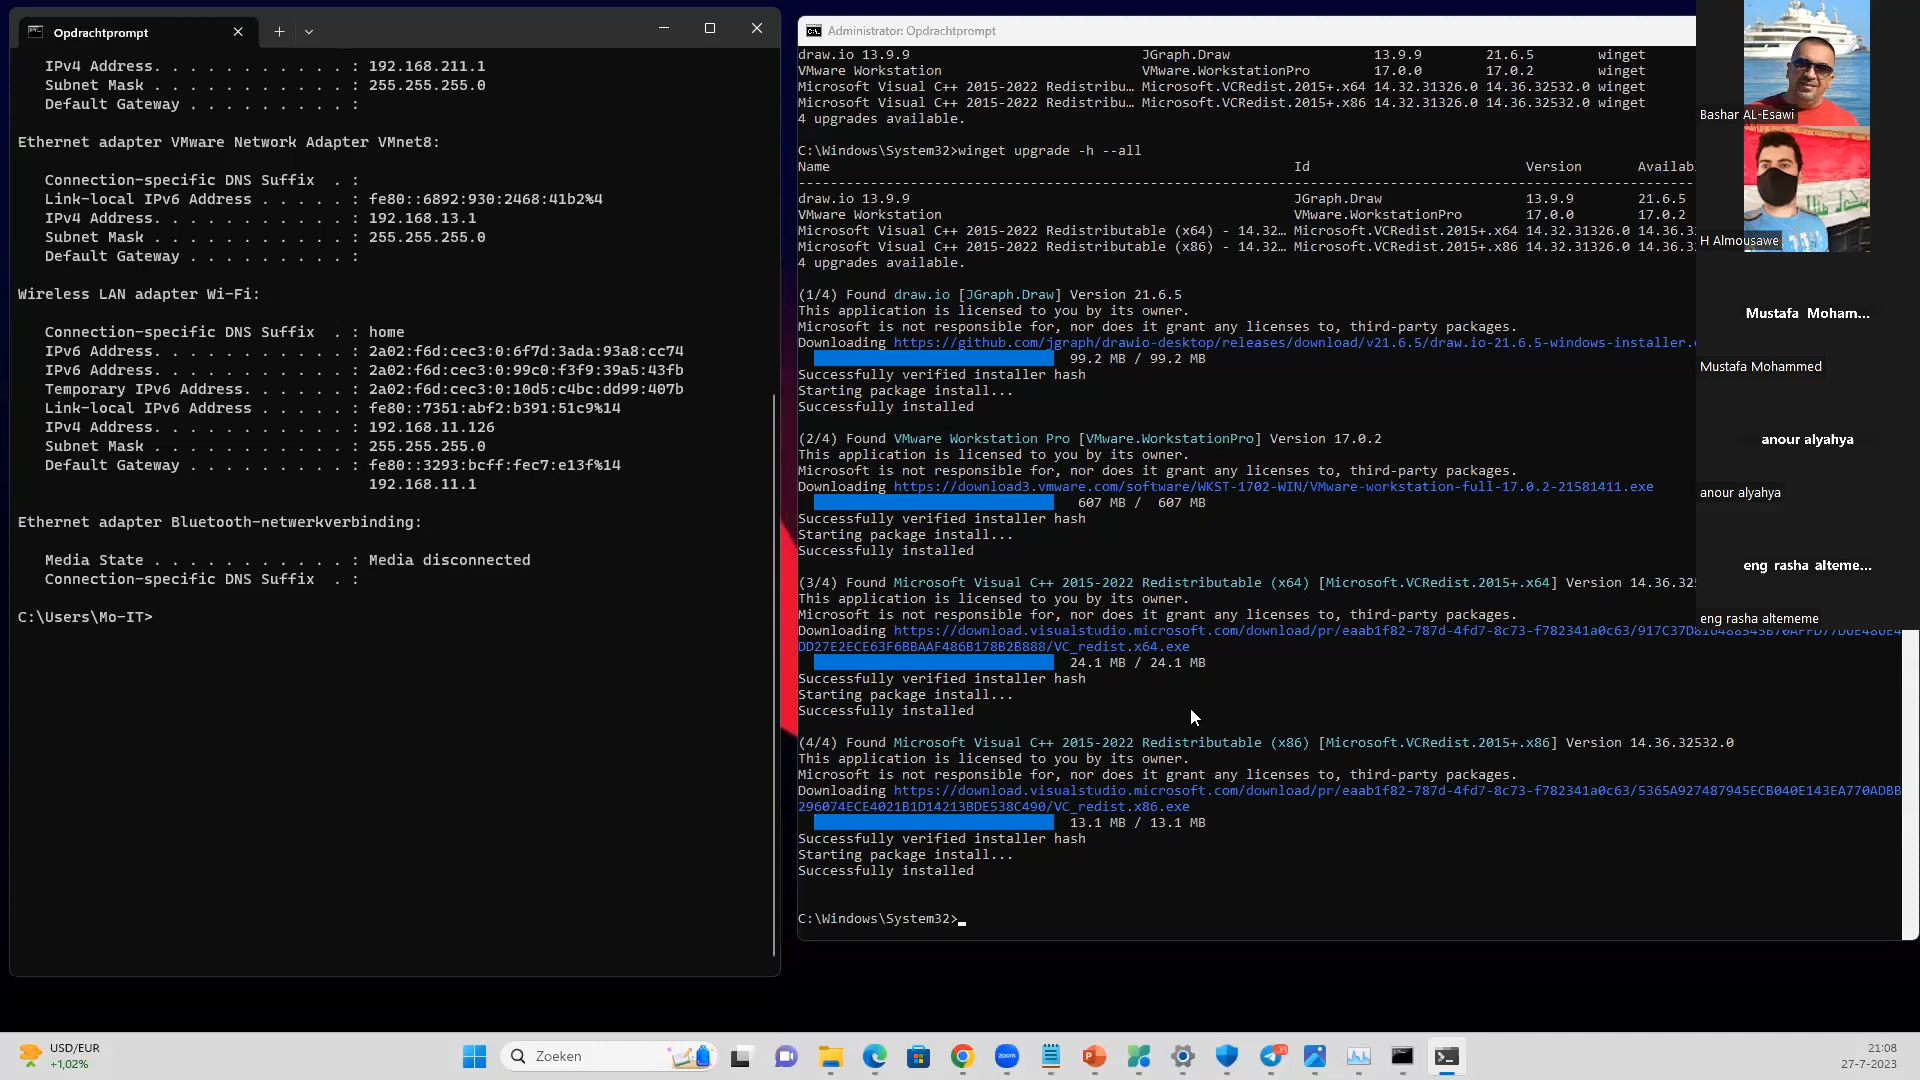 Opdrachtprompt
IPv4 Address. . . . . . . . . . . : 192.168.211.1
Subnet Mask . . . . . . . . . . . : 255.255.255.0
Default Gateway . . . . . . . . . :
Ethernet adapter VMware Network Adapter VMnet8:
Connection-specific DNS Suffix  . :
Link-local IPv6 Address . . . . . : fe80::6892:930:2468:41b2%4
IPv4 Address. . . . . . . . . . . : 192.168.13.1
Subnet Mask . . . . . . . . . . . : 255.255.255.0
Default Gateway . . . . . . . . . :
Wireless LAN adapter Wi-Fi:
Connection-specific DNS Suffix  . : home
IPv6 Address. . . . . . . . . . . : 2a02:f6d:cec3:0:6f7d:3ada:93a8:cc74
IPv6 Address. . . . . . . . . . . : 2a02:f6d:cec3:0:99c0:f3f9:39a5:43fb
Temporary IPv6 Address. . . . . . : 2a02:f6d:cec3:0:10d5:c4bc:dd99:407b
Link-local IPv6 Address . . . . . : fe80::7351:abf2:b391:51c9%14
IPv4 Address. . . . . . . . . . . : 192.168.11.126
Subnet Mask . . . . . . . . . . . : 255.255.255.0
Default Gateway . . . . . . . . . : fe80::3293:bcff:fec7:e13f%14
192.168.11.1
Ethernet adapter Bluetooth-netwerkverbinding:
Media State . . . . . . . . . . . : Media disconnected
Connection-specific DNS Suffix  . :
C:\Users\Mo-IT>
Administrator: Opdrachtprompt
draw.io 13.9.9 JGraph.Draw 13.9.9 21.6.5 winget
VMware Workstation VMware.WorkstationPro 17.0.0 17.0.2 winget
Microsoft Visual C++ 2015-2022 Redistribu… Microsoft.VCRedist.2015+.x64 14.32.31326.0 14.36.32532.0 winget
Microsoft Visual C++ 2015-2022 Redistribu… Microsoft.VCRedist.2015+.x86 14.32.31326.0 14.36.32532.0 winget
4 upgrades available.
C:\Windows\System32>winget upgrade -h --all
Name Id Version Availab
draw.io 13.9.9 JGraph.Draw 13.9.9 21.6.5
VMware Workstation VMware.WorkstationPro 17.0.0 17.0.2
Microsoft Visual C++ 2015-2022 Redistributable (x64) - 14.32… Microsoft.VCRedist.2015+.x64 14.32.31326.0 14.36.3
Microsoft Visual C++ 2015-2022 Redistributable (x86) - 14.32… Microsoft.VCRedist.2015+.x86 14.32.31326.0 14.36.3
4 upgrades available.
(1/4) Found draw.io [JGraph.Draw] Version 21.6.5
This application is licensed to you by its owner.
Microsoft is not responsible for, nor does it grant any licenses to, third-party packages.
Downloading https://github.com/jgraph/drawio-desktop/releases/download/v21.6.5/draw.io-21.6.5-windows-installer.
99.2 MB / 99.2 MB
Successfully verified installer hash
Starting package install...
Successfully installed
(2/4) Found VMware Workstation Pro [VMware.WorkstationPro] Version 17.0.2
This application is licensed to you by its owner.
Microsoft is not responsible for, nor does it grant any licenses to, third-party packages.
Downloading https://download3.vmware.com/software/WKST-1702-WIN/VMware-workstation-full-17.0.2-21581411.exe
607 MB /  607 MB
Successfully verified installer hash
Starting package install...
Successfully installed
(3/4) Found Microsoft Visual C++ 2015-2022 Redistributable (x64) [Microsoft.VCRedist.2015+.x64] Version 14.36.32
This application is licensed to you by its owner.
Microsoft is not responsible for, nor does it grant any licenses to, third-party packages.
Downloading https://download.visualstudio.microsoft.com/download/pr/eaab1f82-787d-4fd7-8c73-f782341a0c63/
DD27E2ECE63F6BBAAF486B178B2B888/VC_redist.x64.exe
24.1 MB / 24.1 MB
Successfully verified installer hash
Starting package install...
Successfully installed
(4/4) Found Microsoft Visual C++ 2015-2022 Redistributable (x86) [Microsoft.VCRedist.2015+.x86] Version 14.36.32532.0
This application is licensed to you by its owner.
Microsoft is not responsible for, nor does it grant any licenses to, third-party packages.
Downloading https://download.visualstudio.microsoft.com/download/pr/eaab1f82-787d-4fd7-8c73-f782341a0c63/5365A927487945ECB040E143EA770ADBB
296074ECE4021B1D14213BDE538C490/VC_redist.x86.exe
13.1 MB / 13.1 MB
Successfully verified installer hash
Starting package install...
Successfully installed
C:\Windows\System32>
Bashar AL-Esawi
H Almousawe
Mustafa Moham...
Mustafa Mohammed
anour alyahya
anour alyahya
eng rasha alteme...
eng rasha altememe
USD/EUR
+1,02%
Zoeken
zoom
39
21:08
27-7-2023